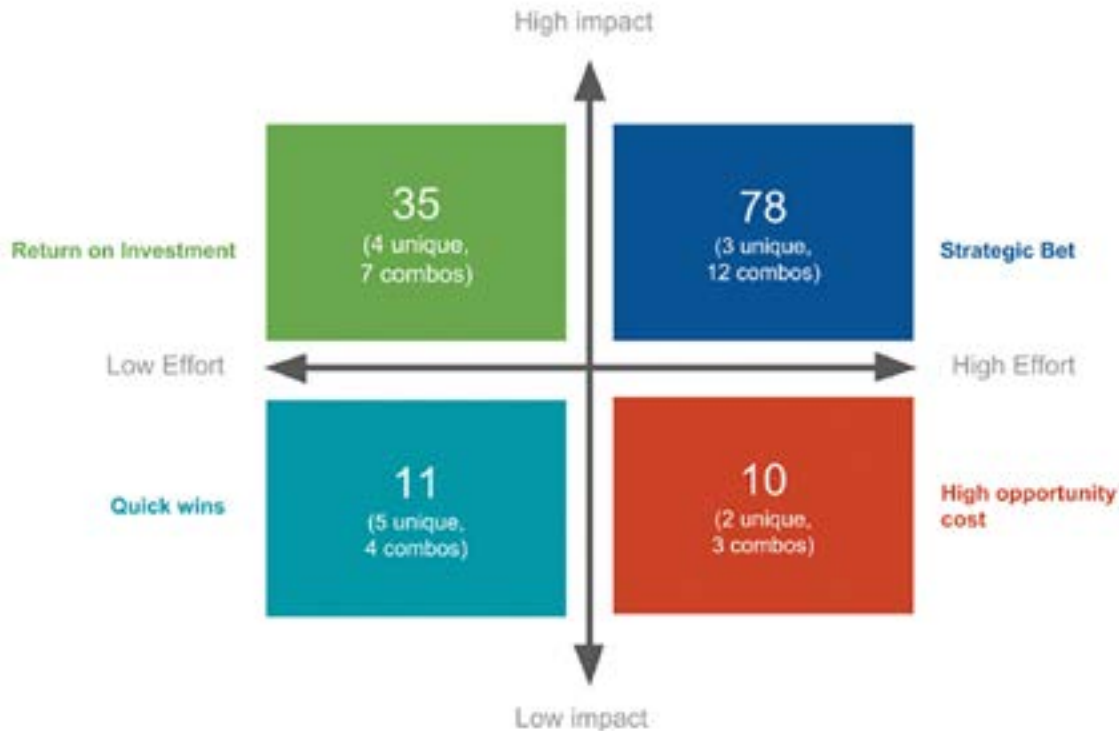 High impact
35
(4 unique,
7 combos)
78
(3 unique,
12 combos)
Return on Investment
Strategic Bet
Low Effort
High Effort
11
(5 unique,
4 combos)
10
(2 unique,
3 combos)
Quick wins
High opportunity
cost
Low impact